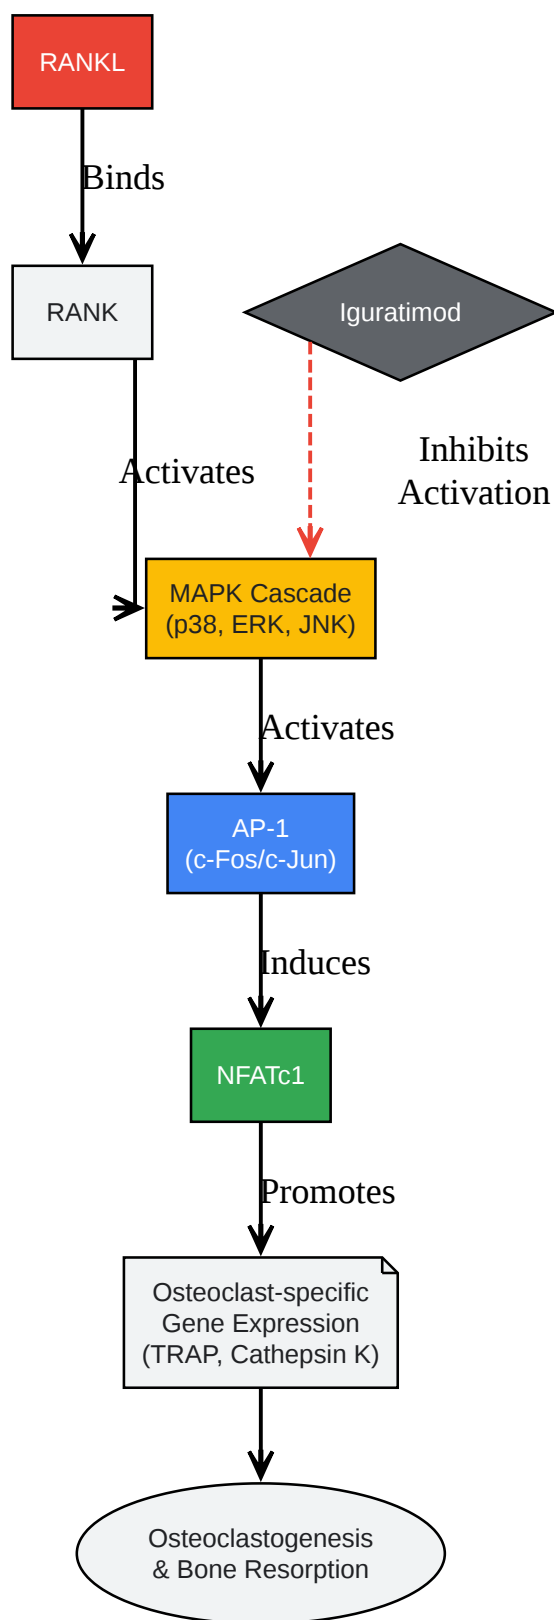 RANKL
Binds
RANK
Iguratimod
Activates
Inhibits
Activation
MAPK Cascade
(p38, ERK, JNK)
Activates
AP-1
(c-Fos/c-Jun)
Induces
NFATc1
Promotes
Osteoclast-specific
Gene Expression
(TRAP, Cathepsin K)
Osteoclastogenesis
& Bone Resorption